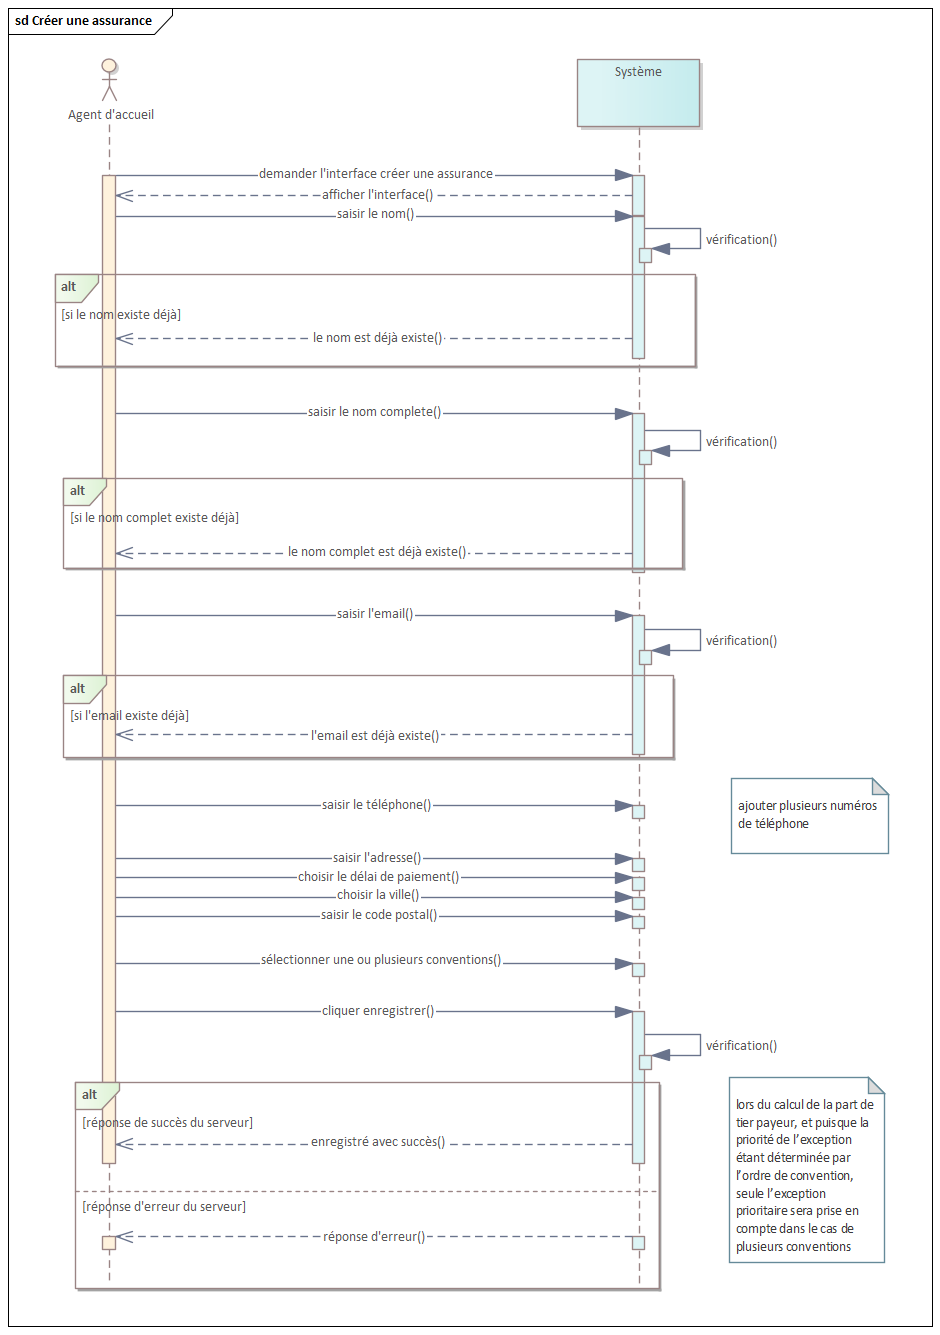 sd Créer une assurance
Système
Agent d'accueil
demander l'interface créer une assurance
afficher l'interface()
saisir le nom()
vérification()
alt
[si le nom existe déjà]
le nom est déjà existe()
saisir le nom complete()
vérification()
alt
[si le nom complet existe déjà]
le nom complet est déjà existe()
saisir l'email()
vérification()
alt
[si l'email existe déjà]
l'email est déjà existe()
saisir le téléphone()
ajouter plusieurs numéros
de téléphone
saisir l'adresse()
choisir le délai de paiement()
choisir la ville()
saisir le code postal()
sélectionner une ou plusieurs conventions()
cliquer enregistrer()
vérification()
alt
[réponse de succès du serveur]
enregistré avec succès()
[réponse d'erreur du serveur]
réponse d'erreur()
lors du calcul de la part de
tier payeur, et puisque la
priorité de l’exception
étant déterminée par
l’ordre de convention,
seule l’exception
prioritaire sera prise en
compte dans le cas de
plusieurs conventions